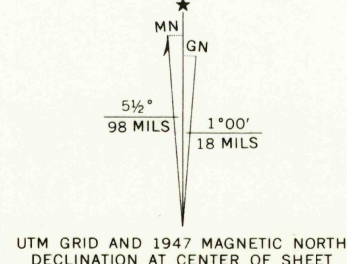 MN
GN
5½°
98 MILS
1°00'
18 MILS
UTM GRID AND 1947 MAGNETIC NORTH
DECLINATION AT CENTER OF SHEET